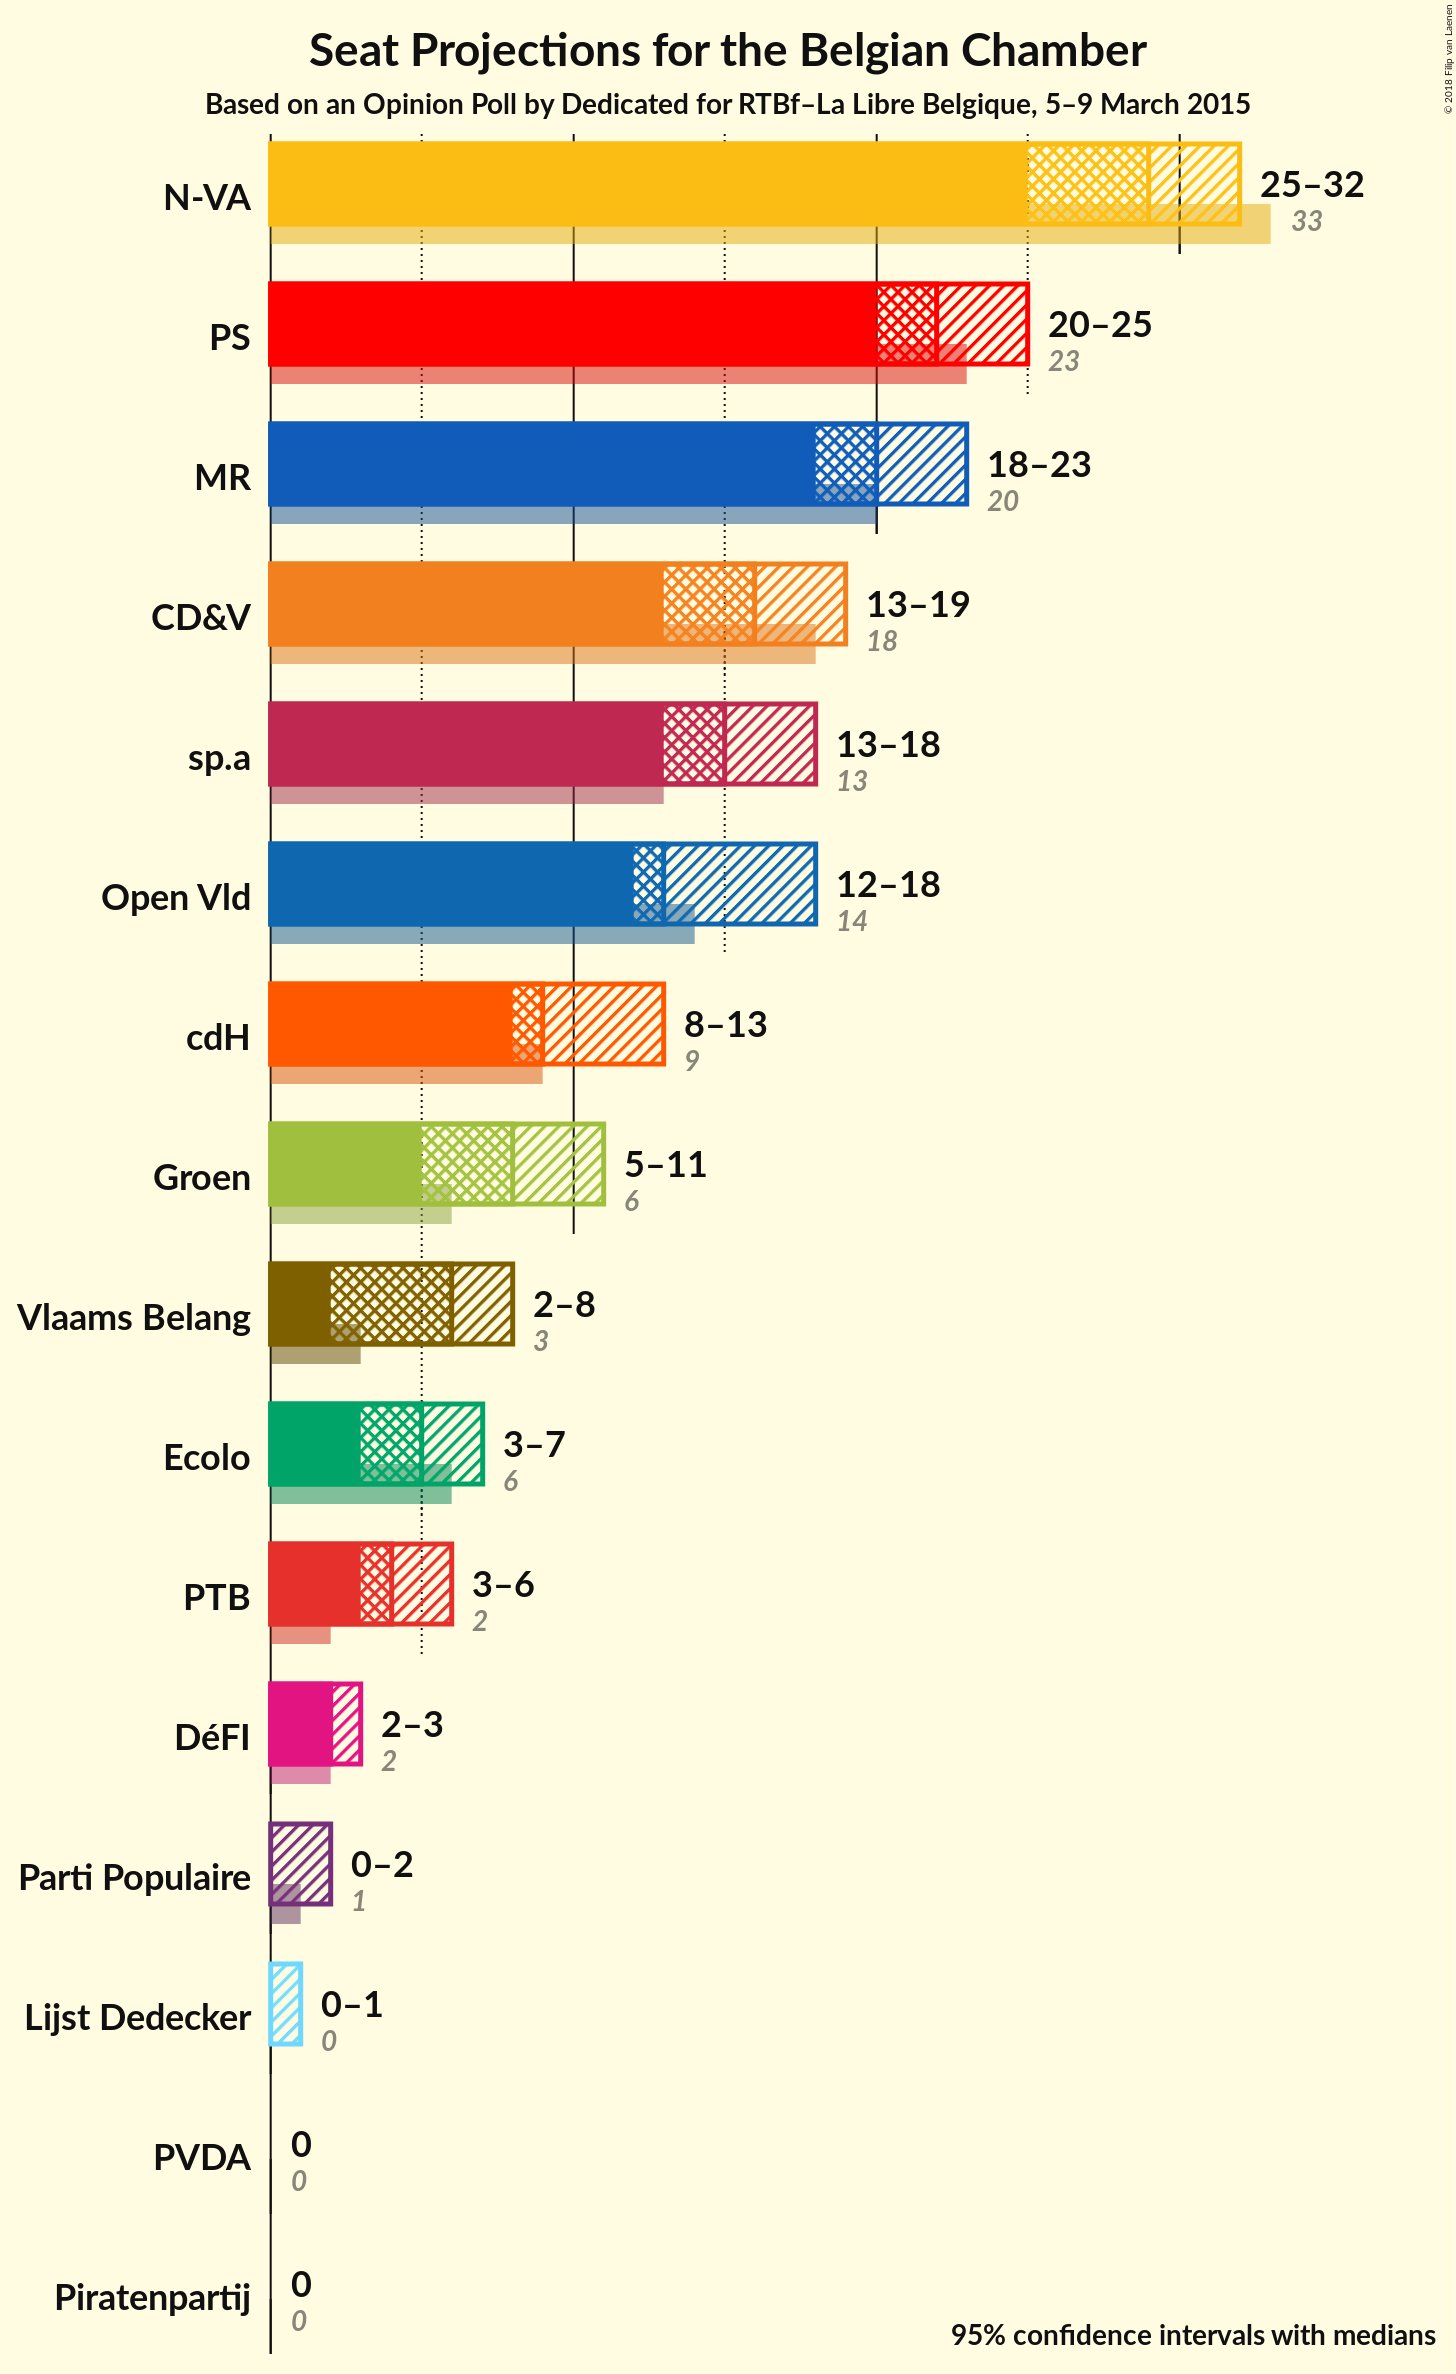 Seat Projections for the Belgian Chamber
Based on an Opinion Poll by Dedicated for RTBf–La Libre Belgique, 5–9 March 2015
© 2018 Filip van Laenen
N-VA
25–32
33
PS
20–25
23
MR
18–23
20
CD&V
13–19
18
sp.a
13–18
13
Open Vld
12–18
14
cdH
8–13
9
Groen
5–11
6
Vlaams Belang
2–8
3
Ecolo
3–7
6
PTB
3–6
2
DéFI
2–3
2
Parti Populaire
0–2
1
Lijst Dedecker
0–1
0
PVDA
0
0
Piratenpartij
0
0
95% confidence intervals with medians